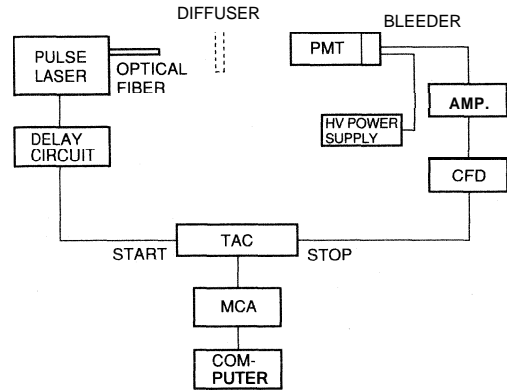 DIFFUSER
BLEEDER
PULSE
LASER
OPTICAL
FIBER
PMT
AMP.
HV POWER
SUPPLY
DELAY
CIRCUIT
CFD
START
TAC
STOP
MCA
COM-
PUTER